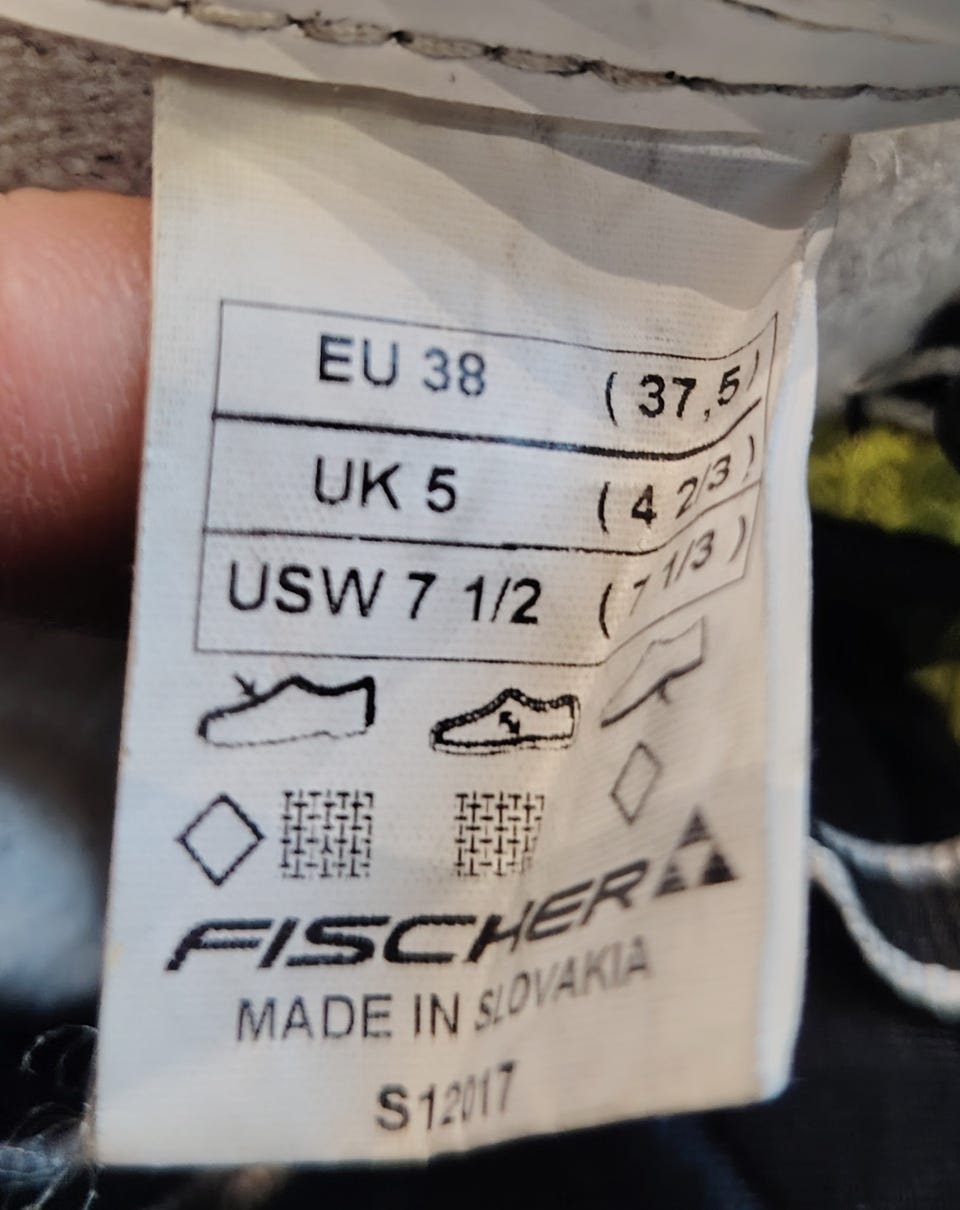 EU 38 ( 37,5 )
UK 5 ( 4 2/3 )
USW 7 1/2 ( 7 1/3 )
FISCHER
MADE IN SLOVAKIA
S12017